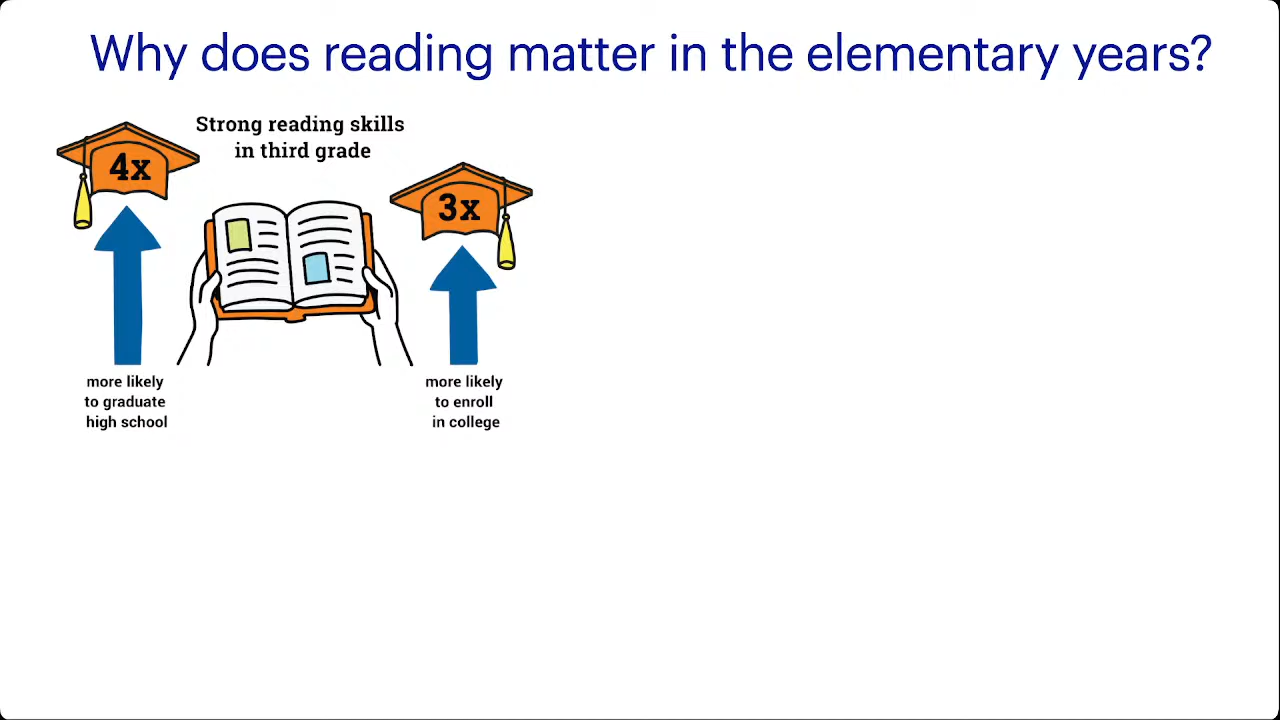 Why does reading matter in the elementary years?
Strong reading skills
in third grade
4x
3x
more likely
to graduate
high school
more likely
to enroll
in college